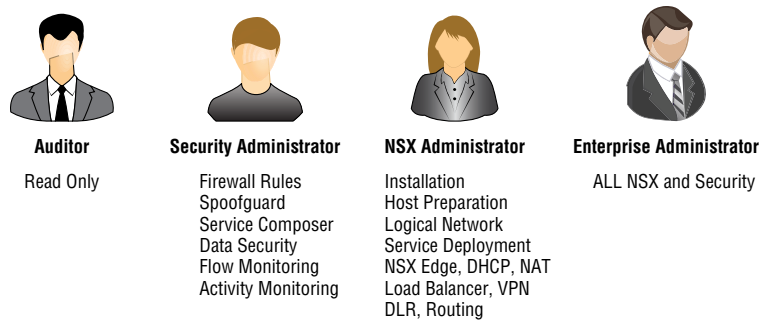 Auditor
Read Only
Security Administrator
Firewall Rules
Spoofguard
Service Composer
Data Security
Flow Monitoring
Activity Monitoring
NSX Administrator
Installation
Host Preparation
Logical Network
Service Deployment
NSX Edge, DHCP, NAT
Load Balancer, VPN
DLR, Routing
Enterprise Administrator
ALL NSX and Security